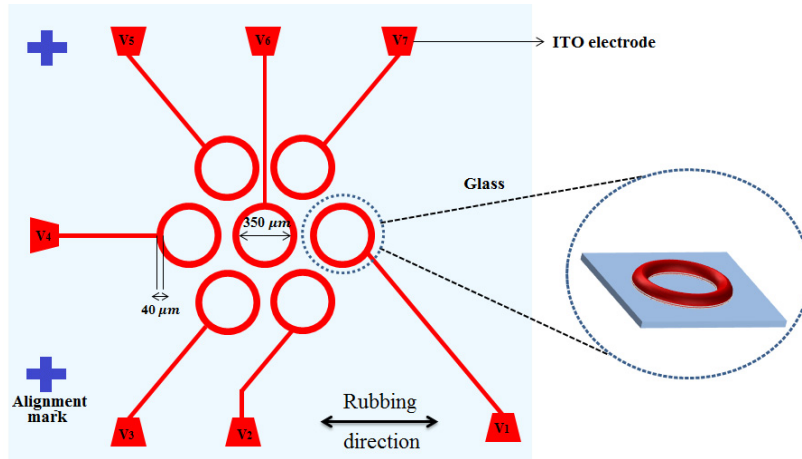 V5
V6
V7
ITO electrode
Glass
350 μm
V4
40 μm
Alignment
mark
Rubbing
direction
V3
V2
V1